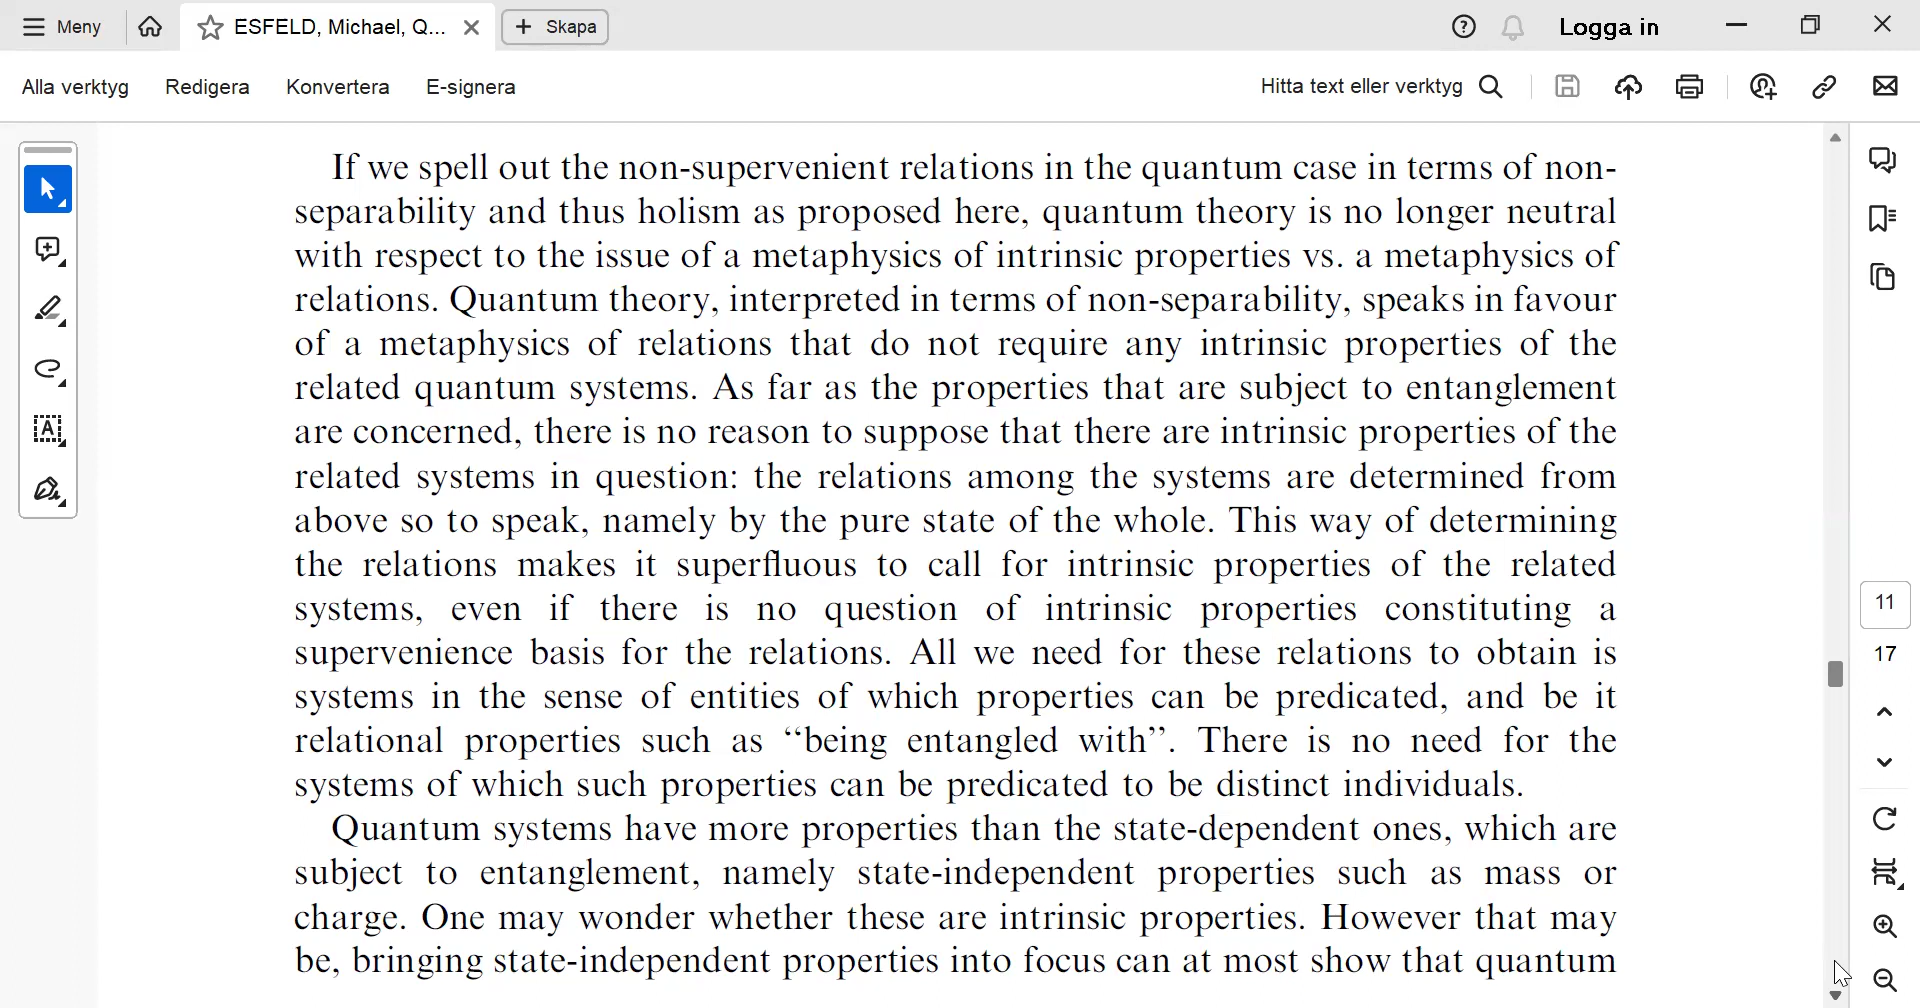 Meny
ESFELD, Michael, Q...
Skapa
Logga in
Alla verktyg Redigera Konvertera E-signera
Hitta text eller verktyg
If we spell out the non-supervenient relations in the quantum case in terms of non-
separability and thus holism as proposed here, quantum theory is no longer neutral
with respect to the issue of a metaphysics of intrinsic properties vs. a metaphysics of
relations. Quantum theory, interpreted in terms of non-separability, speaks in favour
of a metaphysics of relations that do not require any intrinsic properties of the
related quantum systems. As far as the properties that are subject to entanglement
are concerned, there is no reason to suppose that there are intrinsic properties of the
related systems in question: the relations among the systems are determined from
above so to speak, namely by the pure state of the whole. This way of determining
the relations makes it superfluous to call for intrinsic properties of the related
systems, even if there is no question of intrinsic properties constituting a
supervenience basis for the relations. All we need for these relations to obtain is
systems in the sense of entities of which properties can be predicated, and be it
relational properties such as “being entangled with”. There is no need for the
systems of which such properties can be predicated to be distinct individuals.
Quantum systems have more properties than the state-dependent ones, which are
subject to entanglement, namely state-independent properties such as mass or
charge. One may wonder whether these are intrinsic properties. However that may
be, bringing state-independent properties into focus can at most show that quantum
11
17